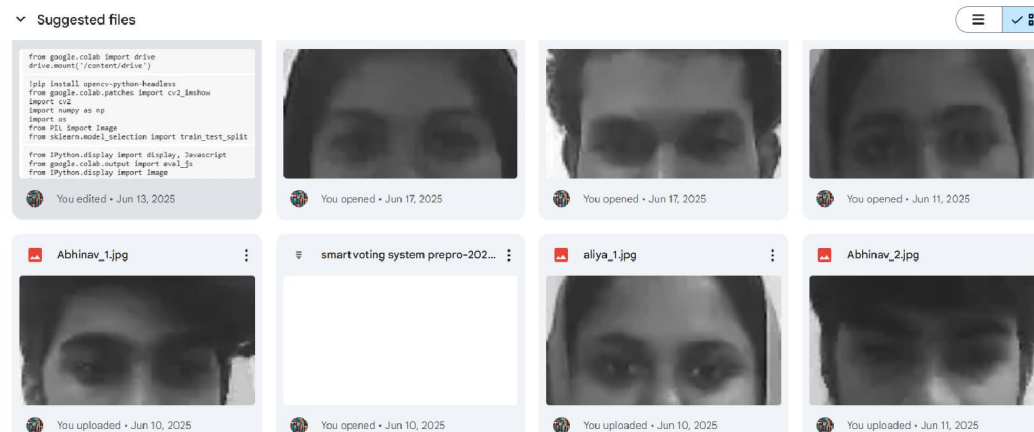 Suggested files
from google.colab import drive
drive.mount('/content/drive')
!pip install opencv-python-headless
from google.colab.patches import cv2_imshow
import cv2
import numpy as np
import os
from PIL import Image
from sklearn.model_selection import train_test_split
from IPython.display import display, Javascript
from google.colab.output import eval_js
from IPython.display import Image
You edited • Jun 13, 2025
You opened • Jun 17, 2025
You opened • Jun 17, 2025
You opened • Jun 11, 2025
Abhinav_1.jpg
smart voting system prepro-202...
aliya_1.jpg
Abhinav_2.jpg
You uploaded • Jun 10, 2025
You opened • Jun 10, 2025
You uploaded • Jun 10, 2025
You uploaded • Jun 11, 2025